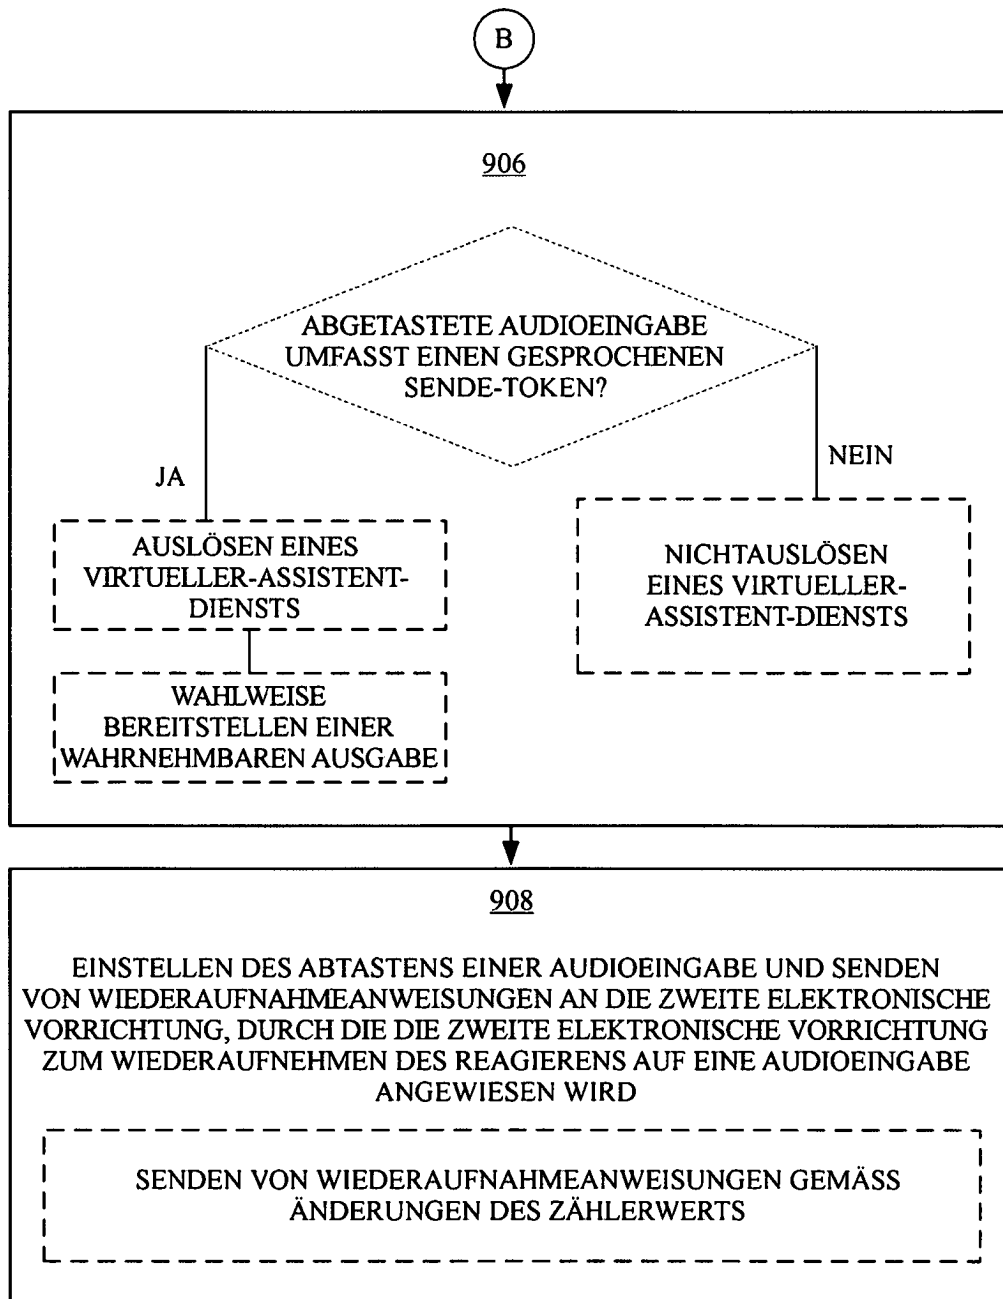 B
906
ABGETASTETE AUDIOEINGABE
UMFASST EINEN GESPROCHENEN
SENDE-TOKEN?
JA
NEIN
AUSLÖSEN EINES
VIRTUELLER-ASSISTENT-
DIENSTS
NICHTAUSLÖSEN
EINES VIRTUELLER-
ASSISTENT-DIENSTS
WAHLWEISE
BEREITSTELLEN EINER
WAHRNEHMBAREN AUSGABE
908
EINSTELLEN DES ABTASTENS EINER AUDIOEINGABE UND SENDEN
VON WIEDERAUFNAHMEANWEISUNGEN AN DIE ZWEITE ELEKTRONISCHE
VORRICHTUNG, DURCH DIE DIE ZWEITE ELEKTRONISCHE VORRICHTUNG
ZUM WIEDERAUFNEHMEN DES REAGIERENS AUF EINE AUDIOEINGABE
ANGEWIESEN WIRD
SENDEN VON WIEDERAUFNAHMEANWEISUNGEN GEMÄSS
ÄNDERUNGEN DES ZÄHLERWERTS